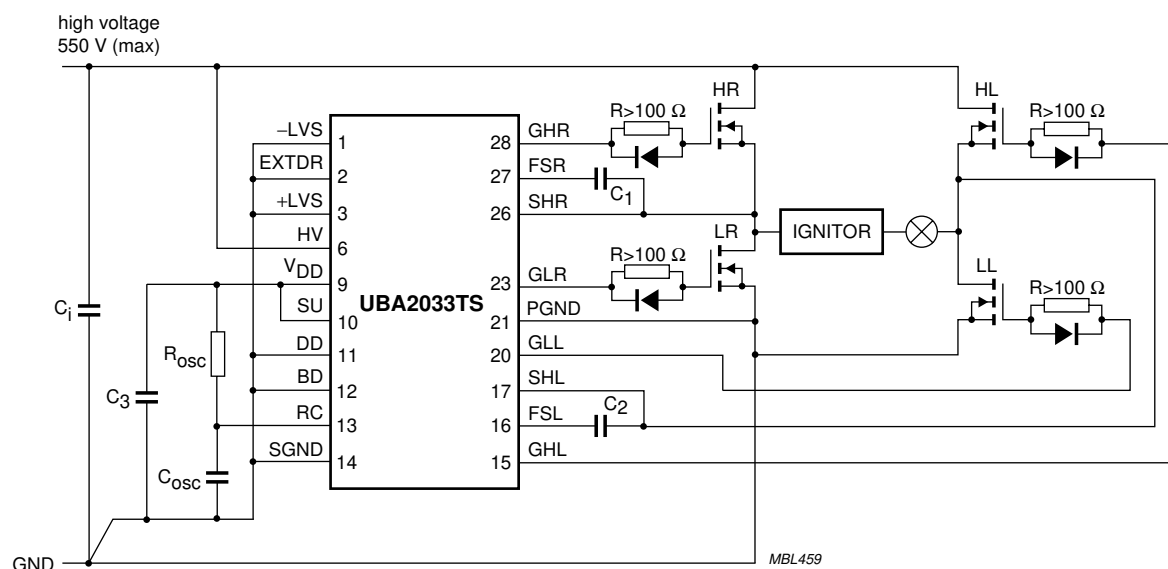 high voltage
550 V (max)
−LVS
1
EXTDR
2
+LVS
3
HV
6
VDD
9
SU
10
DD
11
BD
12
RC
13
SGND
14
UBA2033TS
28
GHR
27
FSR
26
SHR
23
GLR
21
PGND
20
GLL
17
SHL
16
FSL
15
GHL
R>100 Ω
HR
C1
R>100 Ω
LR
IGNITOR
HL
R>100 Ω
LL
R>100 Ω
C2
Ci
C3
Rosc
Cosc
GND
MBL459